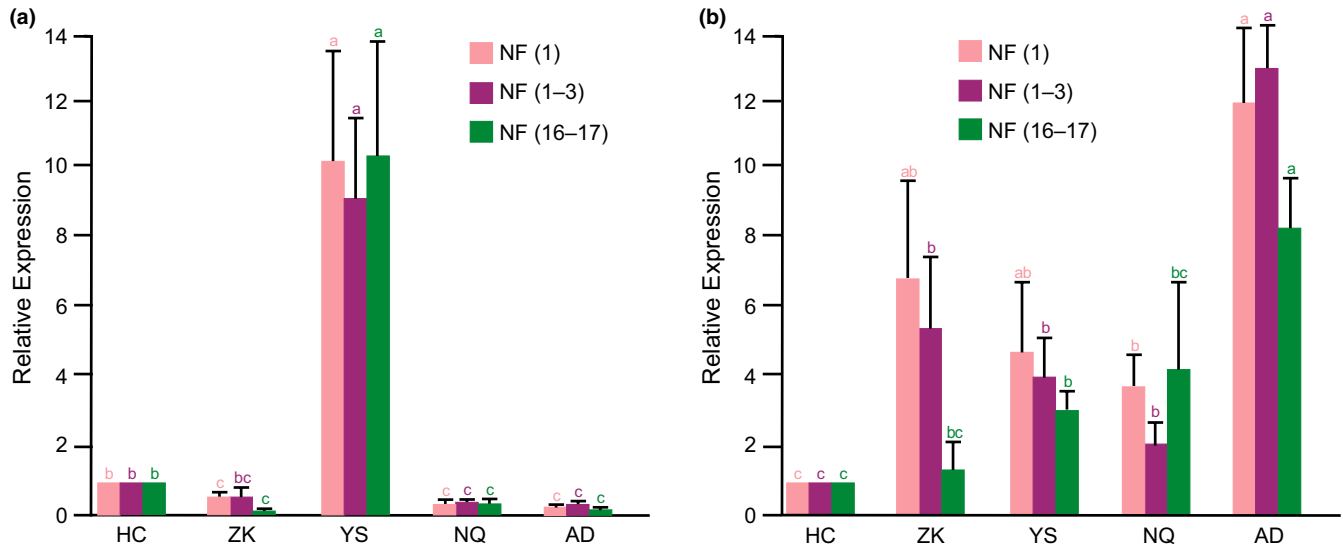 (a)
Relative Expression
14
12
10
8
6
4
2
0
NF (1)
NF (1–3)
NF (16–17)
b b b
c bc c
a a a
c c c
c c c
HC ZK YS NQ AD
(b)
Relative Expression
14
12
10
8
6
4
2
0
NF (1)
NF (1–3)
NF (16–17)
c c c
ab b bc
ab b b
b b bc
a a a
HC ZK YS NQ AD